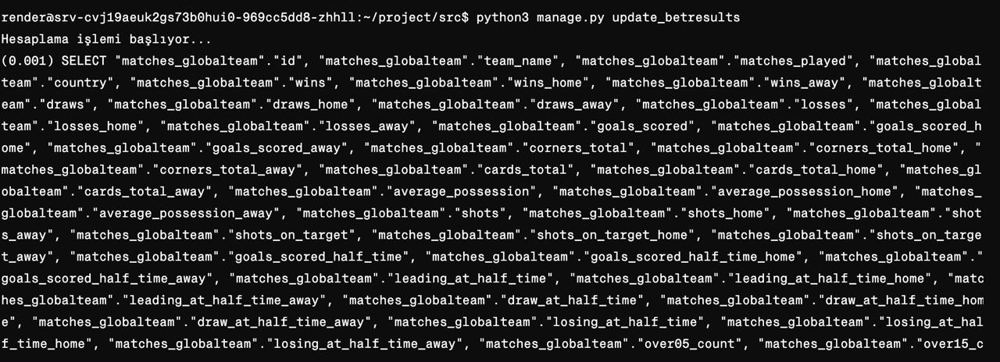 render@srv-cvj19aeuk2gs73b0hui0-969cc5dd8-zhhll:~/project/src$ python3 manage.py update_betresults
Hesaplama işlemi başlıyor...
(0.001) SELECT "matches_globalteam"."id", "matches_globalteam"."team_name", "matches_globalteam"."matches_played", "matches_global
team"."country", "matches_globalteam"."wins", "matches_globalteam"."wins_home", "matches_globalteam"."wins_away", "matches_globalt
eam"."draws", "matches_globalteam"."draws_home", "matches_globalteam"."draws_away", "matches_globalteam"."losses", "matches_global
team"."losses_home", "matches_globalteam"."losses_away", "matches_globalteam"."goals_scored", "matches_globalteam"."goals_scored_h
ome", "matches_globalteam"."goals_scored_away", "matches_globalteam"."corners_total", "matches_globalteam"."corners_total_home", "
matches_globalteam"."corners_total_away", "matches_globalteam"."cards_total", "matches_globalteam"."cards_total_home", "matches_gl
obalteam"."cards_total_away", "matches_globalteam"."average_possession", "matches_globalteam"."average_possession_home", "matches_
globalteam"."average_possession_away", "matches_globalteam"."shots", "matches_globalteam"."shots_home", "matches_globalteam"."shot
s_away", "matches_globalteam"."shots_on_target", "matches_globalteam"."shots_on_target_home", "matches_globalteam"."shots_on_targe
t_away", "matches_globalteam"."goals_scored_half_time", "matches_globalteam"."goals_scored_half_time_home", "matches_globalteam"."
goals_scored_half_time_away", "matches_globalteam"."leading_at_half_time", "matches_globalteam"."leading_at_half_time_home", "matc
hes_globalteam"."leading_at_half_time_away", "matches_globalteam"."draw_at_half_time", "matches_globalteam"."draw_at_half_time_hom
e", "matches_globalteam"."draw_at_half_time_away", "matches_globalteam"."losing_at_half_time", "matches_globalteam"."losing_at_hal
f_time_home", "matches_globalteam"."losing_at_half_time_away", "matches_globalteam"."over05_count", "matches_globalteam"."over15_c